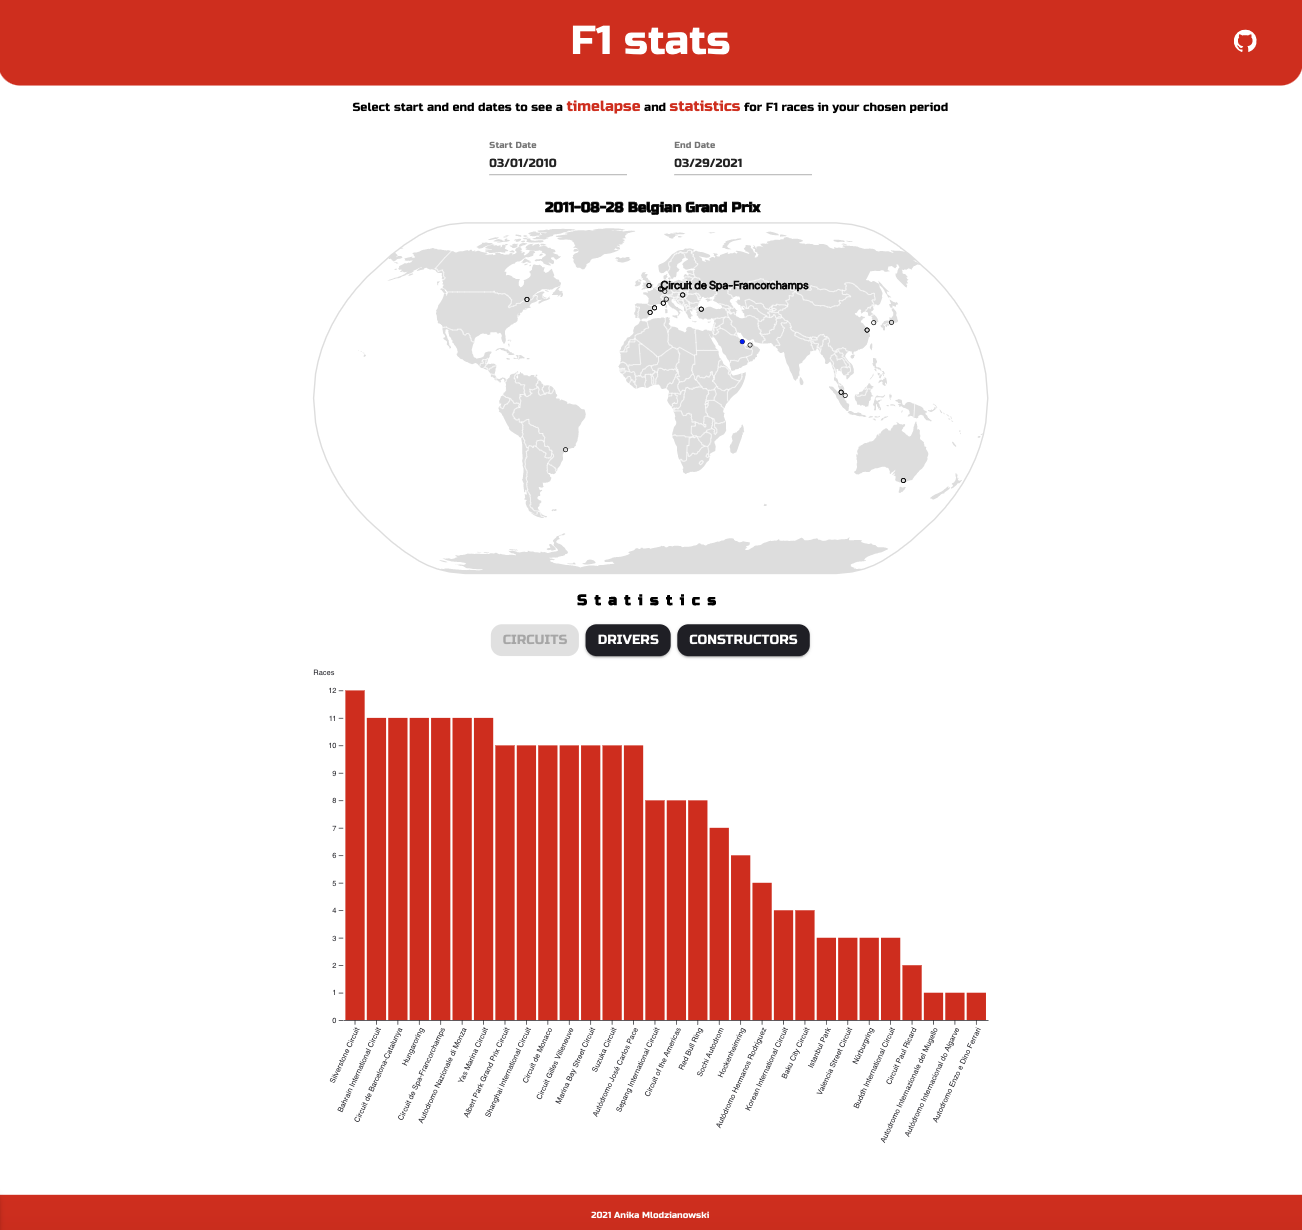 F1 stats
Select start and end dates to see a timelapse and statistics for F1 races in your chosen period
Start Date
03/01/2010
End Date
03/29/2021
2011-08-28 Belgian Grand Prix
Circuit de Spa-Francorchamps
Statistics
CIRCUITS
DRIVERS
CONSTRUCTORS
Races
12
11
10
9
8
7
6
5
4
3
2
1
0
Silverstone Circuit
Bahrain International Circuit
Circuit de Barcelona-Catalunya
Hungaroring
Circuit de Spa-Francorchamps
Autodromo Nazionale di Monza
Yas Marina Circuit
Albert Park Grand Prix Circuit
Shanghai International Circuit
Circuit de Monaco
Circuit Gilles Villeneuve
Marina Bay Street Circuit
Suzuka Circuit
Autódromo José Carlos Pace
Sepang International Circuit
Circuit of the Americas
Red Bull Ring
Sochi Autodrom
Hockenheimring
Autódromo Hermanos Rodríguez
Korean International Circuit
Baku City Circuit
Istanbul Park
Valencia Street Circuit
Nürburgring
Buddh International Circuit
Circuit Paul Ricard
Autodromo Internazionale del Mugello
Autódromo Internacional do Algarve
Autodromo Enzo e Dino Ferrari
2021 Anika Mlodzianowski